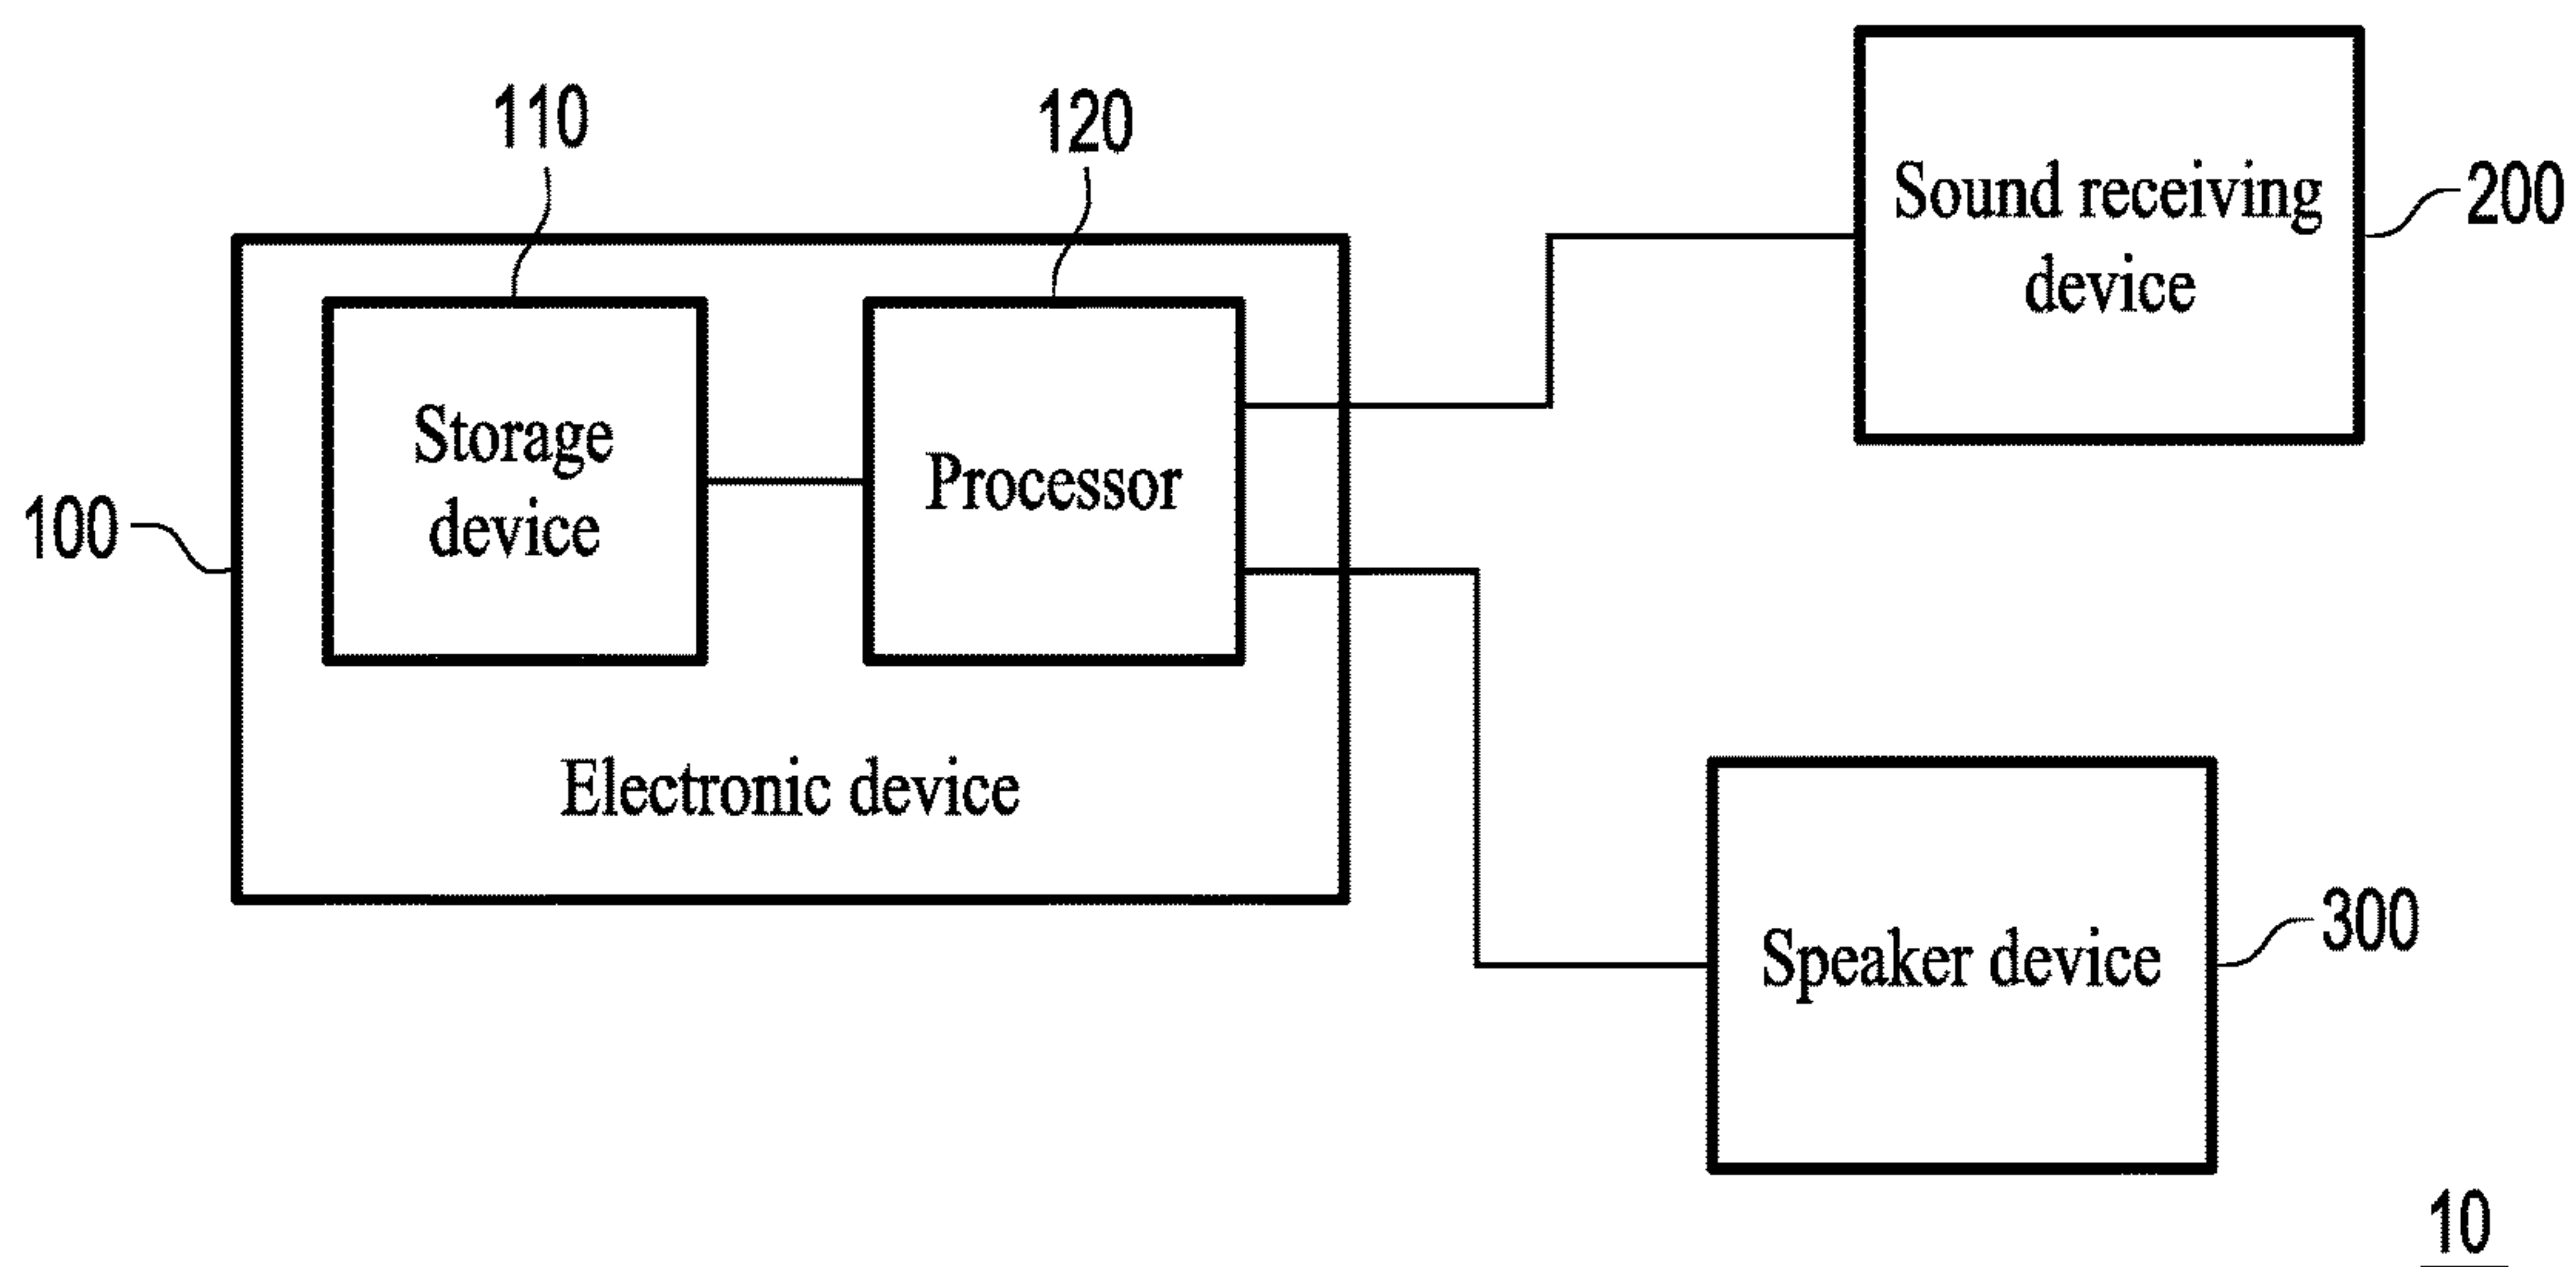 110
120
Sound receiving
device
200
Storage
device
Processor
100
Electronic device
Speaker device
300
10